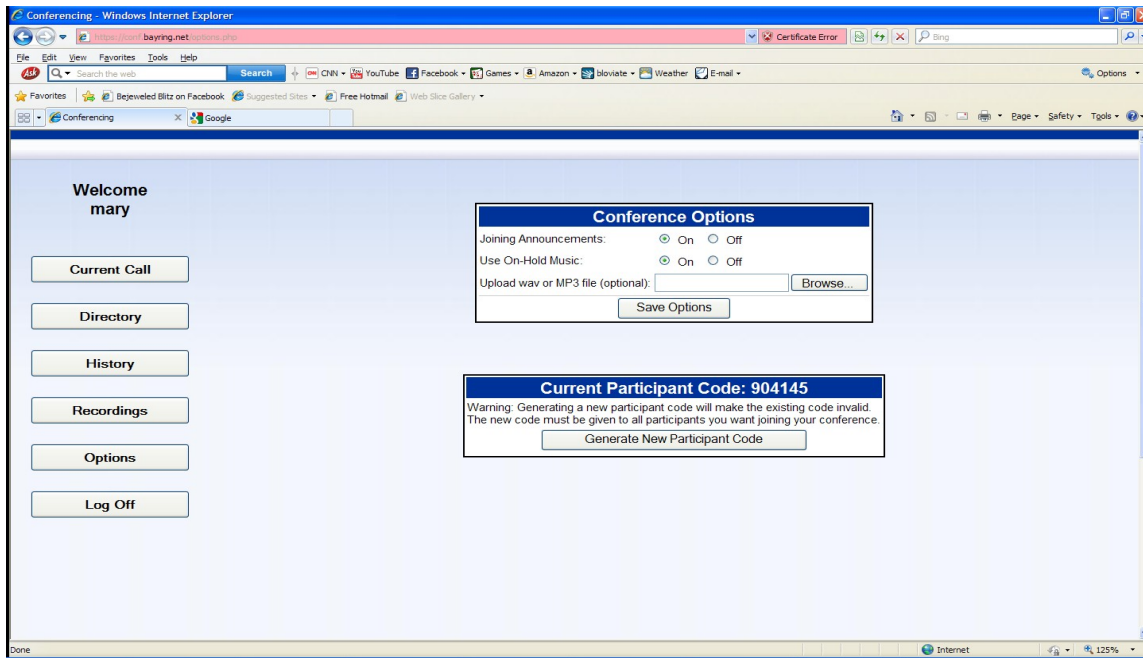 Conferencing - Windows Internet Explorer
https://conf.bayring.net/options.php Certificate Error Bing
File Edit View Favorites Tools Help
Ask Search the web Search CNN YouTube Facebook Games Amazon bloviate Weather E-mail Options
Favorites Bejeweled Blitz on Facebook Suggested Sites Free Hotmail Web Slice Gallery
Conferencing Google Page Safety Tools
Welcome
mary
Current Call
Directory
History
Recordings
Options
Log Off
Conference Options
Joining Announcements: On Off
Use On-Hold Music: On Off
Upload wav or MP3 file (optional): Browse...
Save Options
Current Participant Code: 904145
Warning: Generating a new participant code will make the existing code invalid.
The new code must be given to all participants you want joining your conference.
Generate New Participant Code
Done Internet 125%